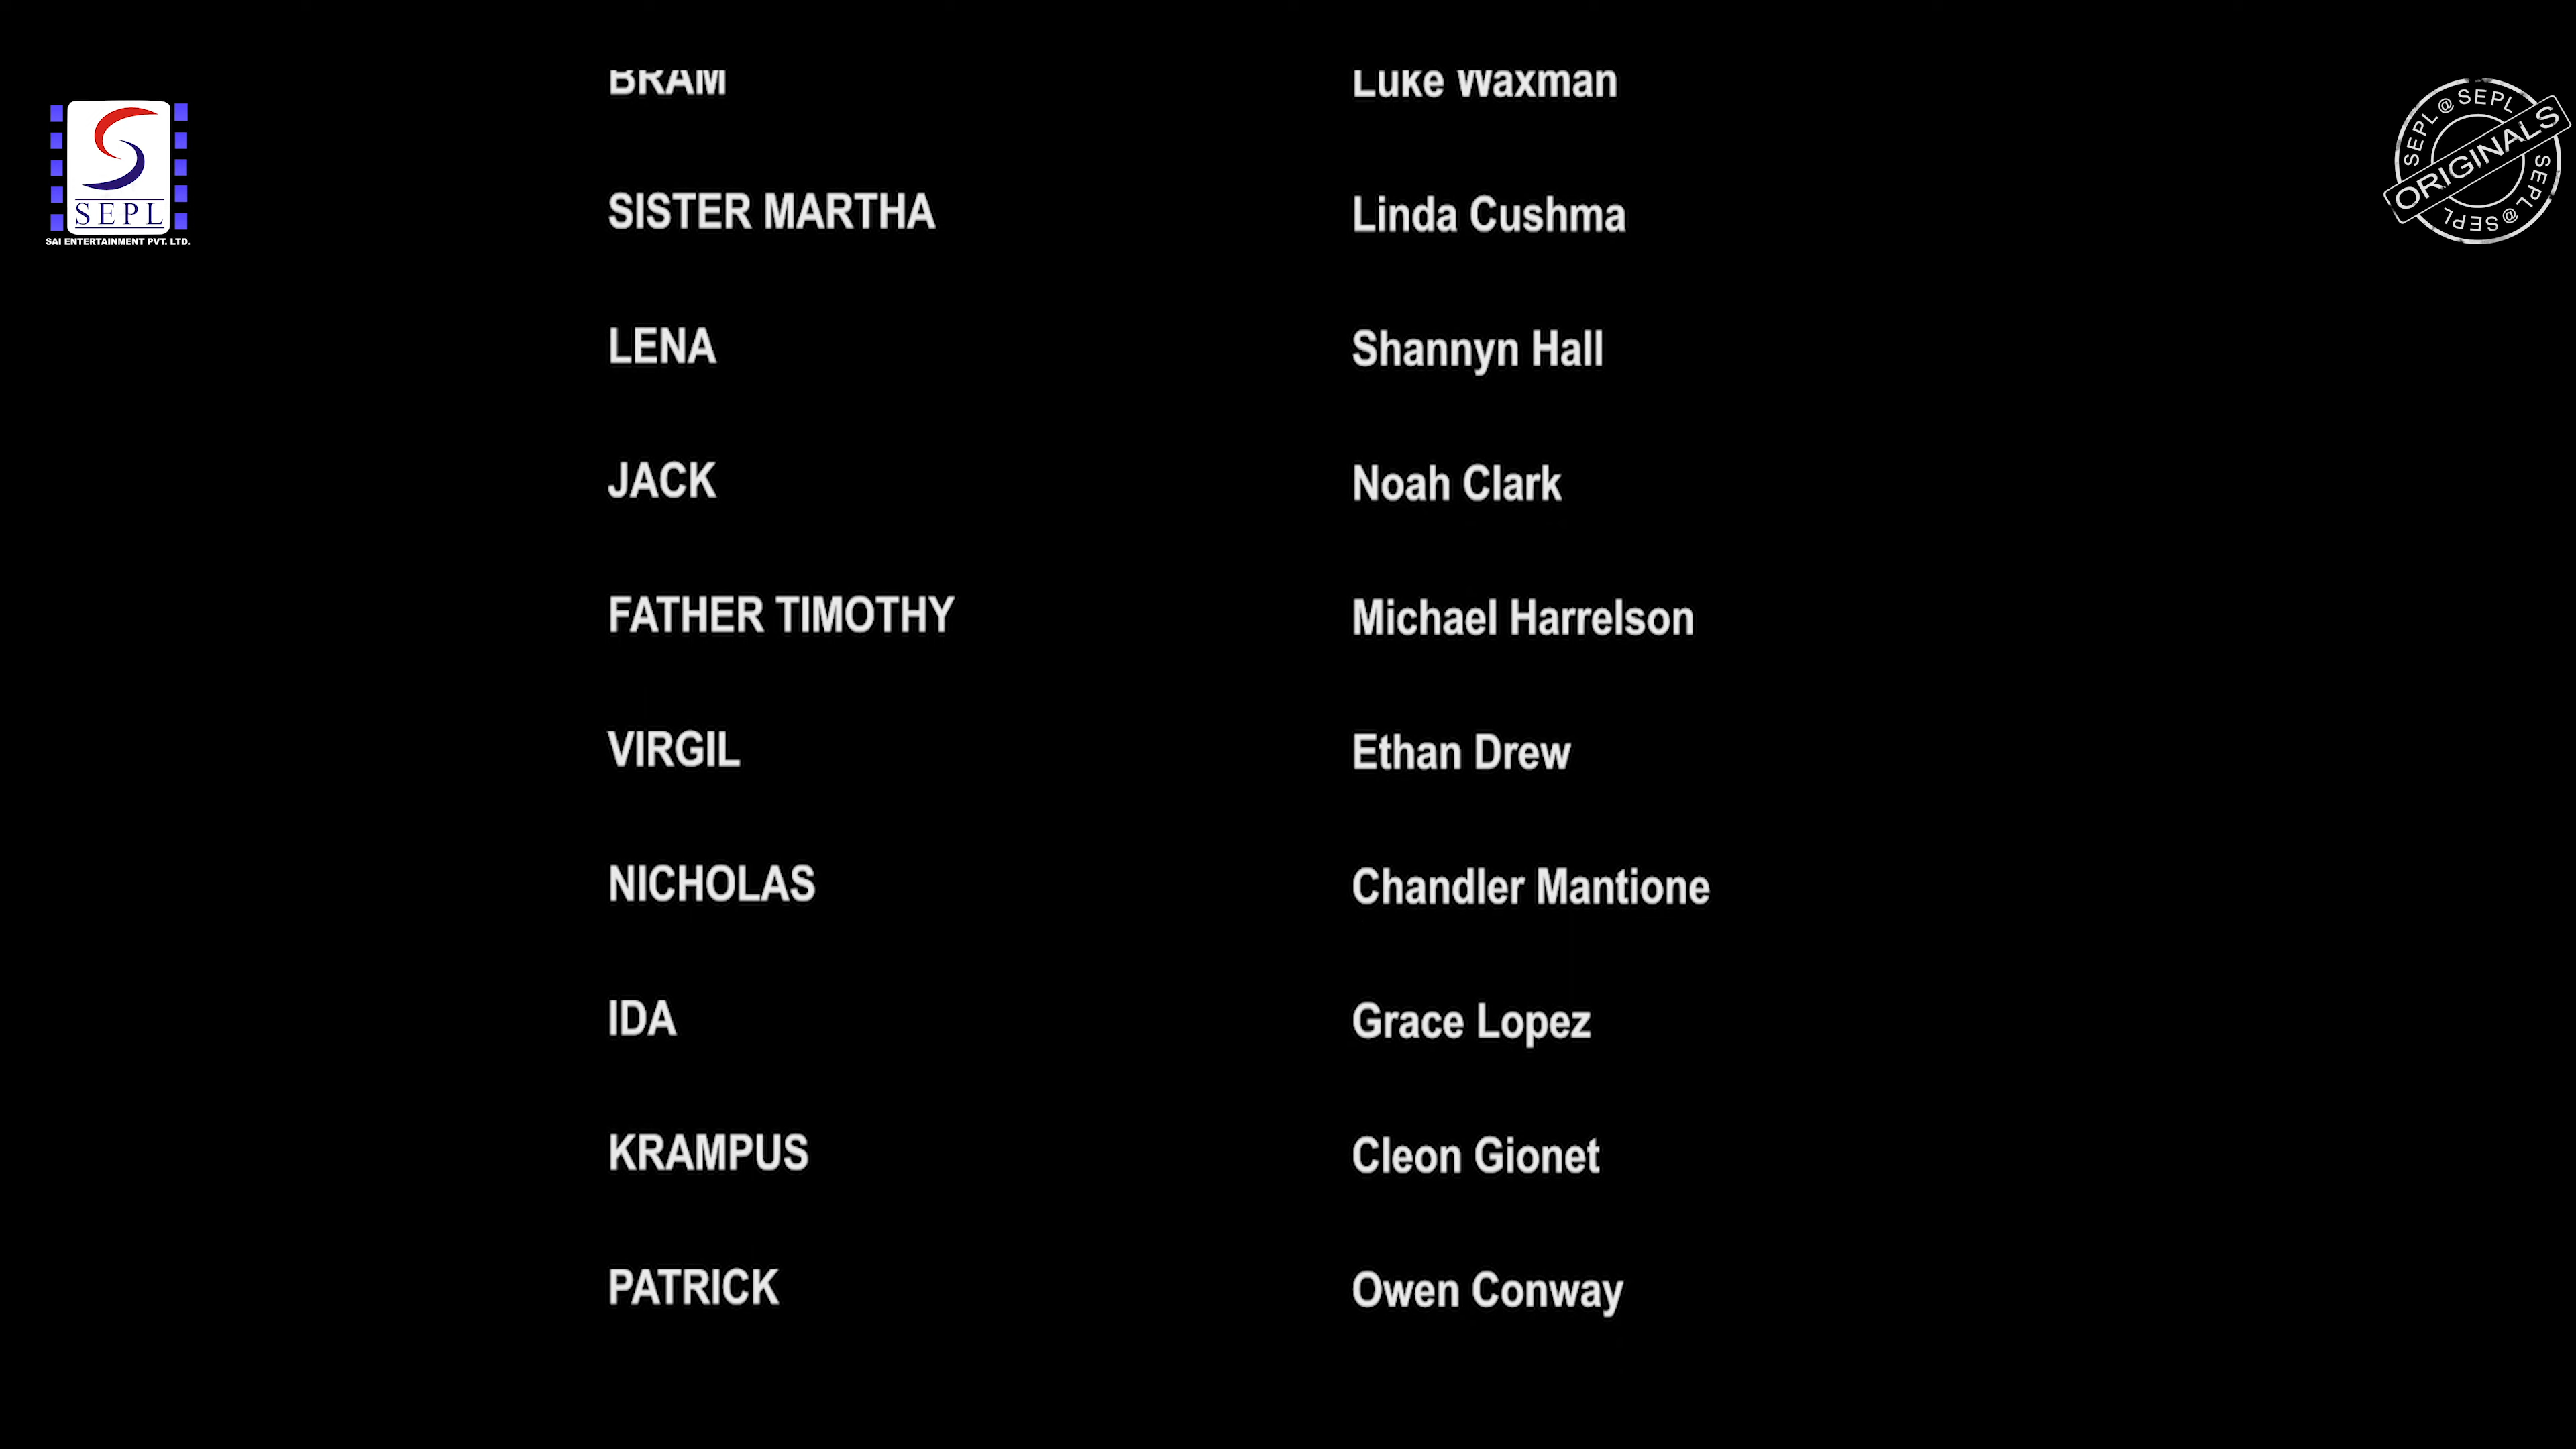 BRAM Luke Waxman
SEPL
SAI ENTERTAINMENT PVT. LTD.
SEPL@SEPL
ORIGINALS
SEPL@SEPL
SISTER MARTHA Linda Cushma
LENA Shannyn Hall
JACK Noah Clark
FATHER TIMOTHY Michael Harrelson
VIRGIL Ethan Drew
NICHOLAS Chandler Mantione
IDA Grace Lopez
KRAMPUS Cleon Gionet
PATRICK Owen Conway